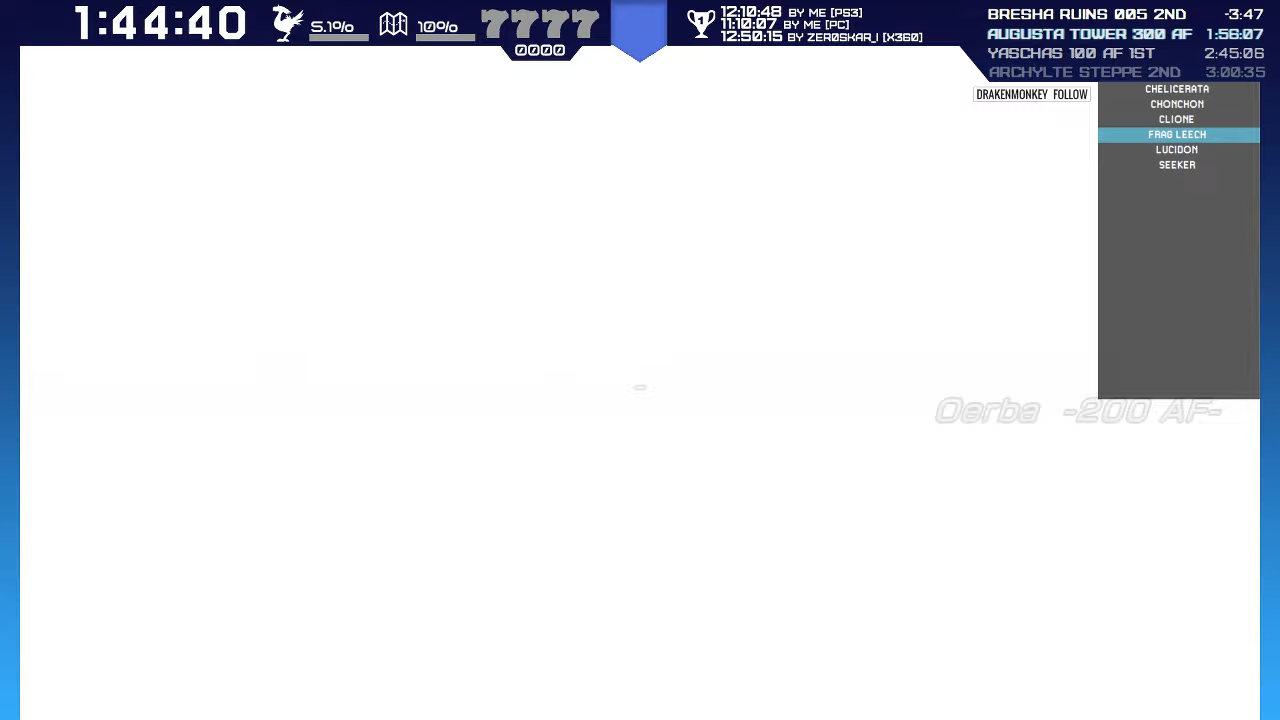 1:44:40
5.1%
10%
7777
0000
1
12:10:48 BY ME [PS3]
11:10:07 BY ME [PC]
12:50:15 BY ZER0SKAR_I [X360]
BRESHA RUINS 005 2ND -3:47
AUGUSTA TOWER 300 AF 1:56:07
YASCHAS 100 AF 1ST 2:45:06
ARCHYLTE STEPPE 2ND 3:00:35
DRAKENMONKEY FOLLOW
CHELICERATA
CHONCHON
CLIONE
FRAG LEECH
LUCIDON
SEEKER
Oerba -200 AF-